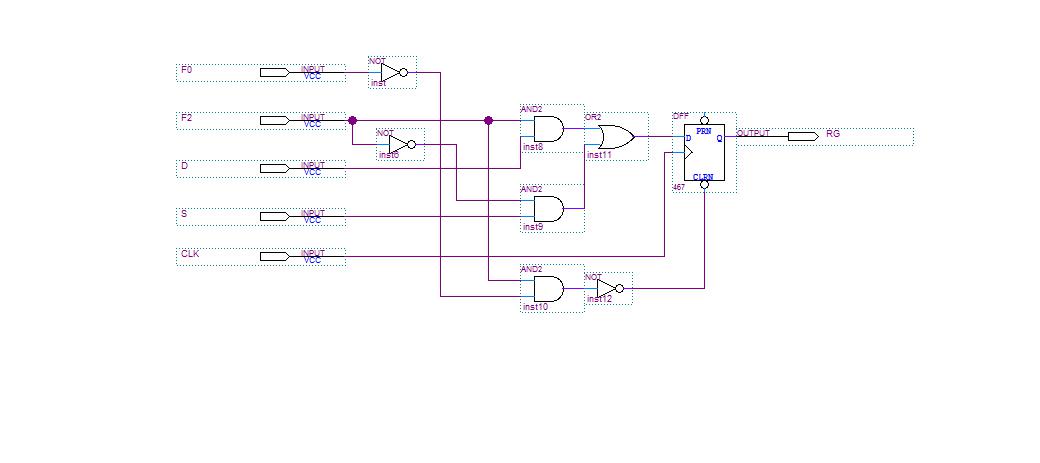 F0 INPUT VCC
NOT
inst
F2 INPUT VCC
NOT
inst6
D INPUT VCC
S INPUT VCC
CLK INPUT VCC
AND2
inst8
AND2
inst9
AND2
inst10
OR2
inst11
NOT
inst12
DFF
PRN
D Q
CLRN
467
OUTPUT RG